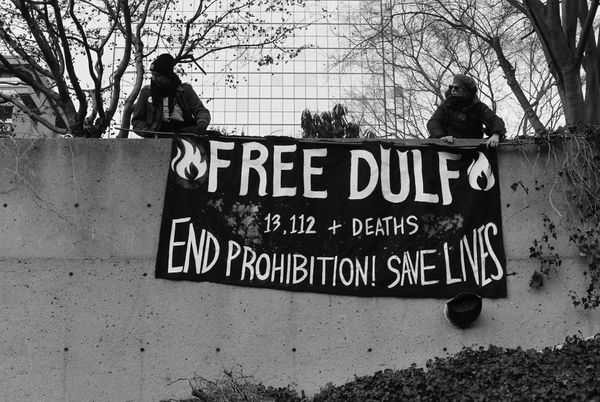 FREE DULF
13,112 + DEATHS
END PROHIBITION! SAVE LIVES